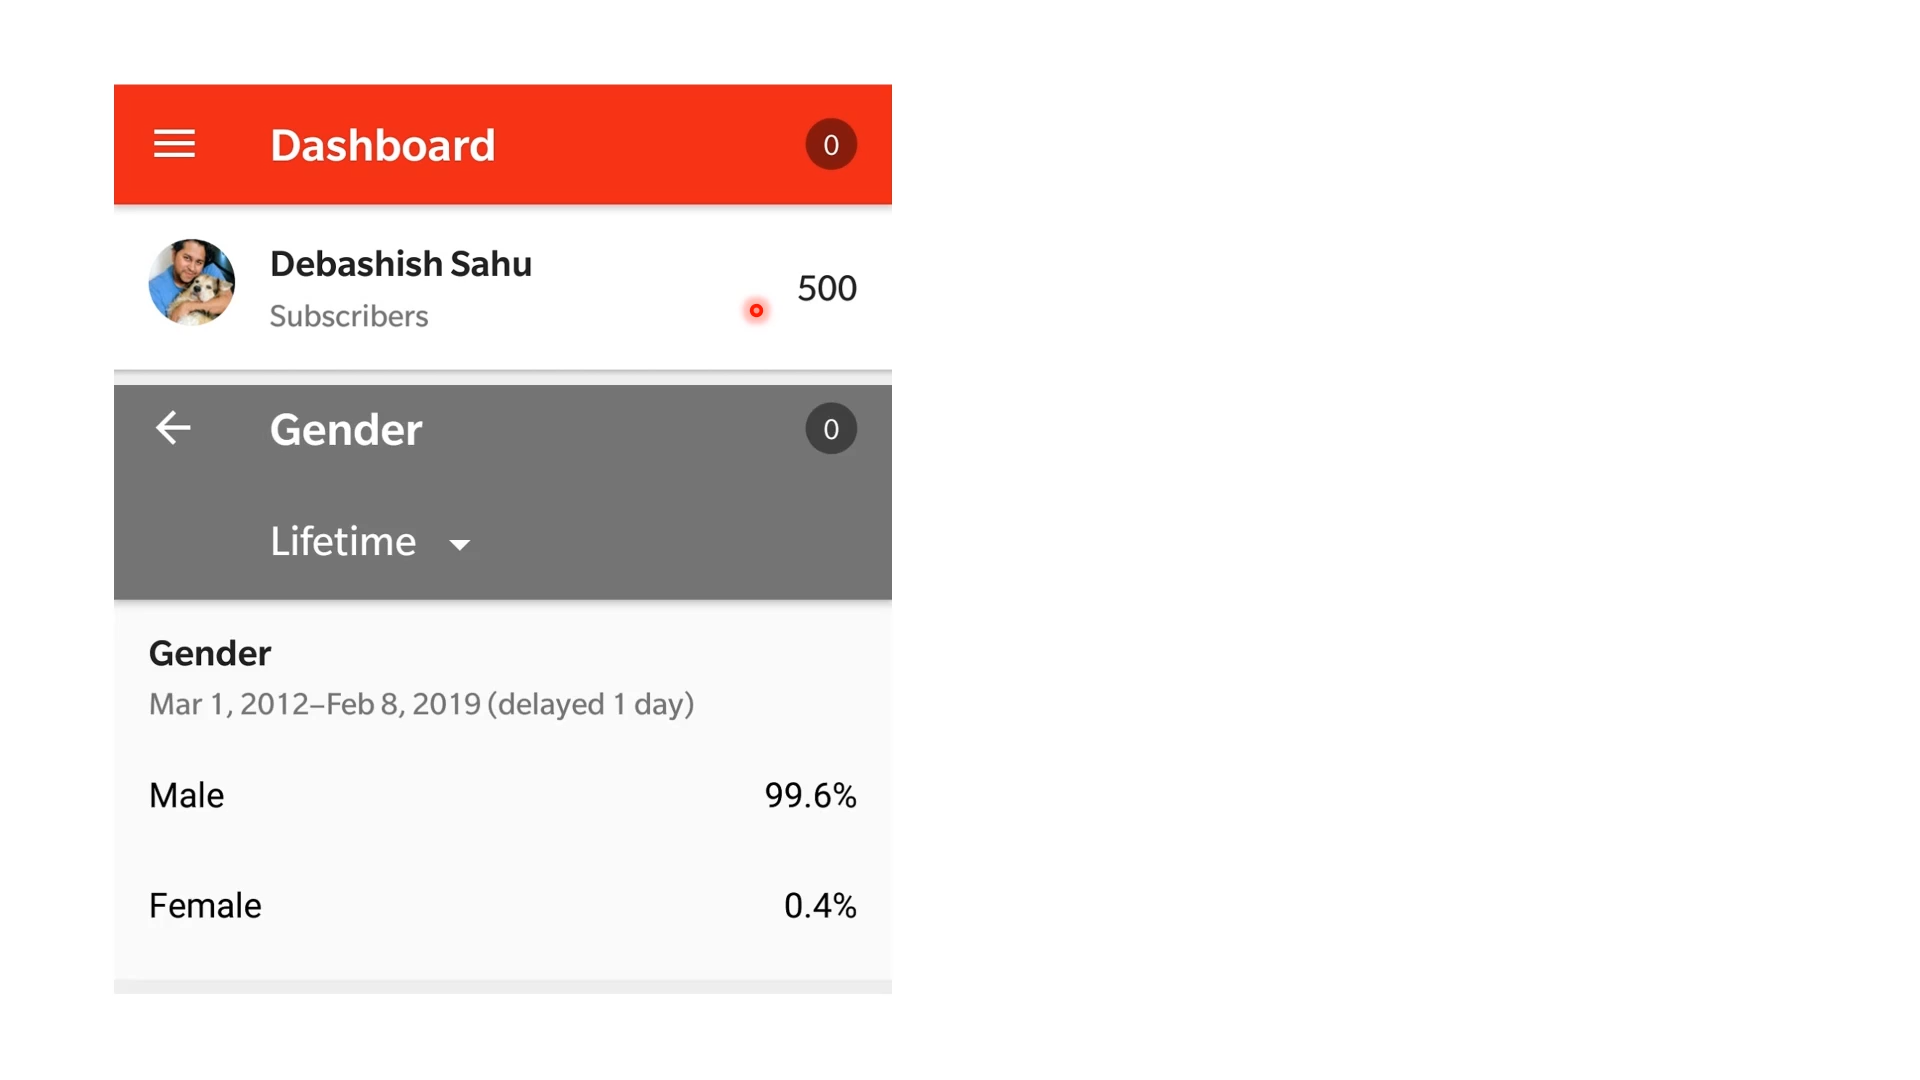 Dashboard 0
Debashish Sahu
Subscribers
500
Gender 0
Lifetime
Gender
Mar 1, 2012–Feb 8, 2019 (delayed 1 day)
Male 99.6%
Female 0.4%